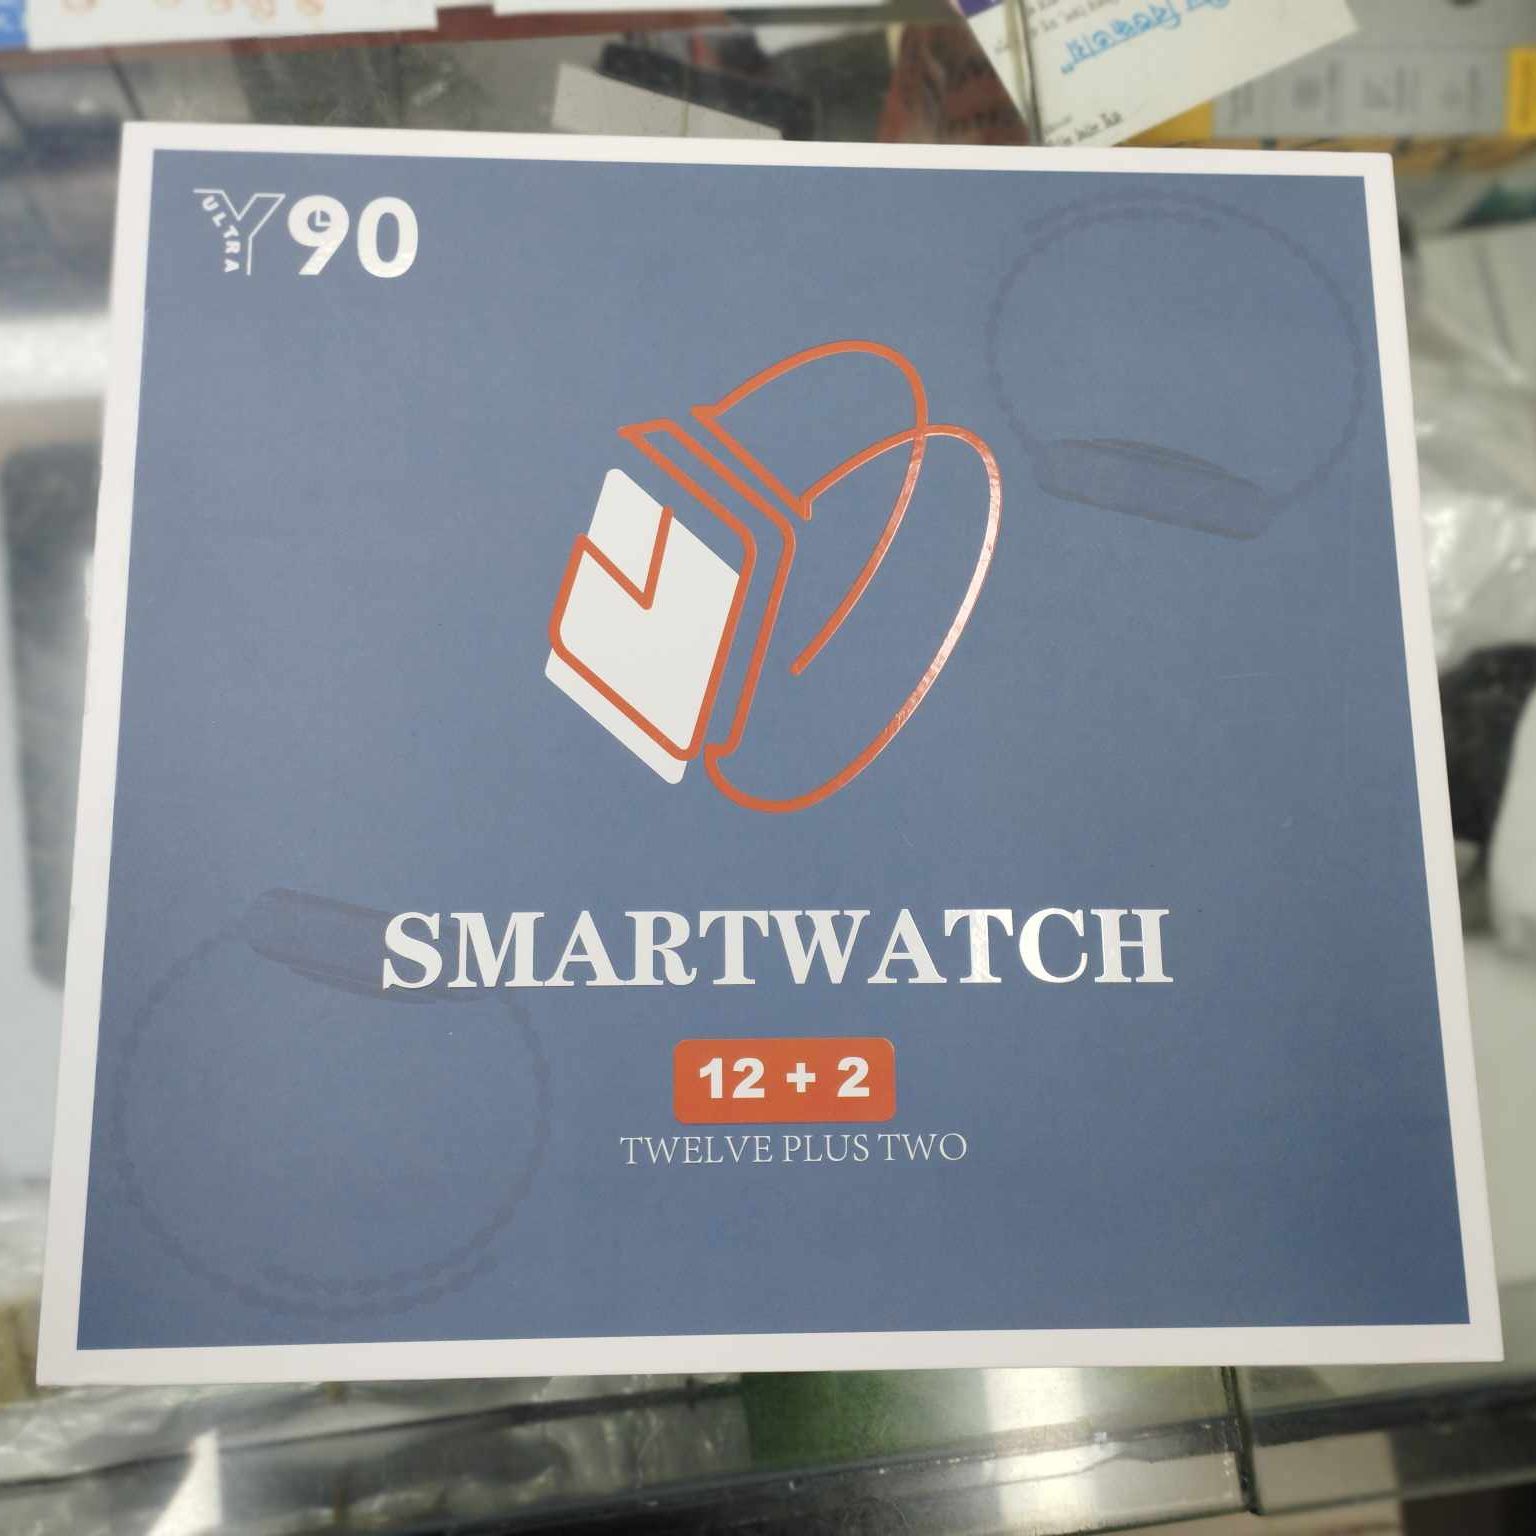 Y90
ULTRA
SMARTWATCH
12 + 2
TWELVE PLUS TWO